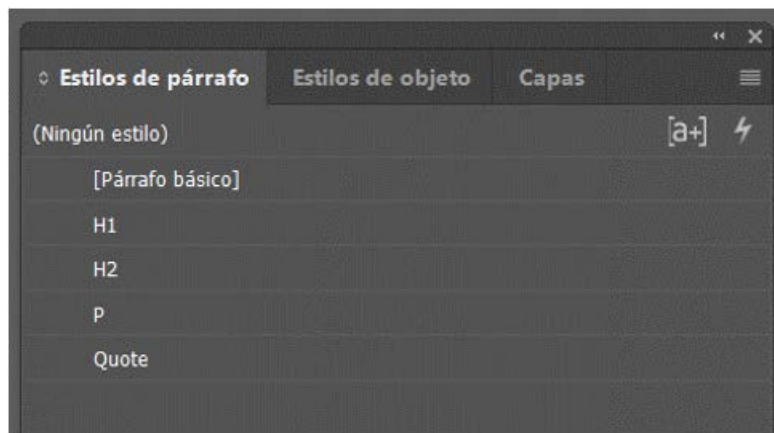 Estilos de párrafo Estilos de objeto Capas
(Ningún estilo) [a+]
[Párrafo básico]
H1
H2
P
Quote